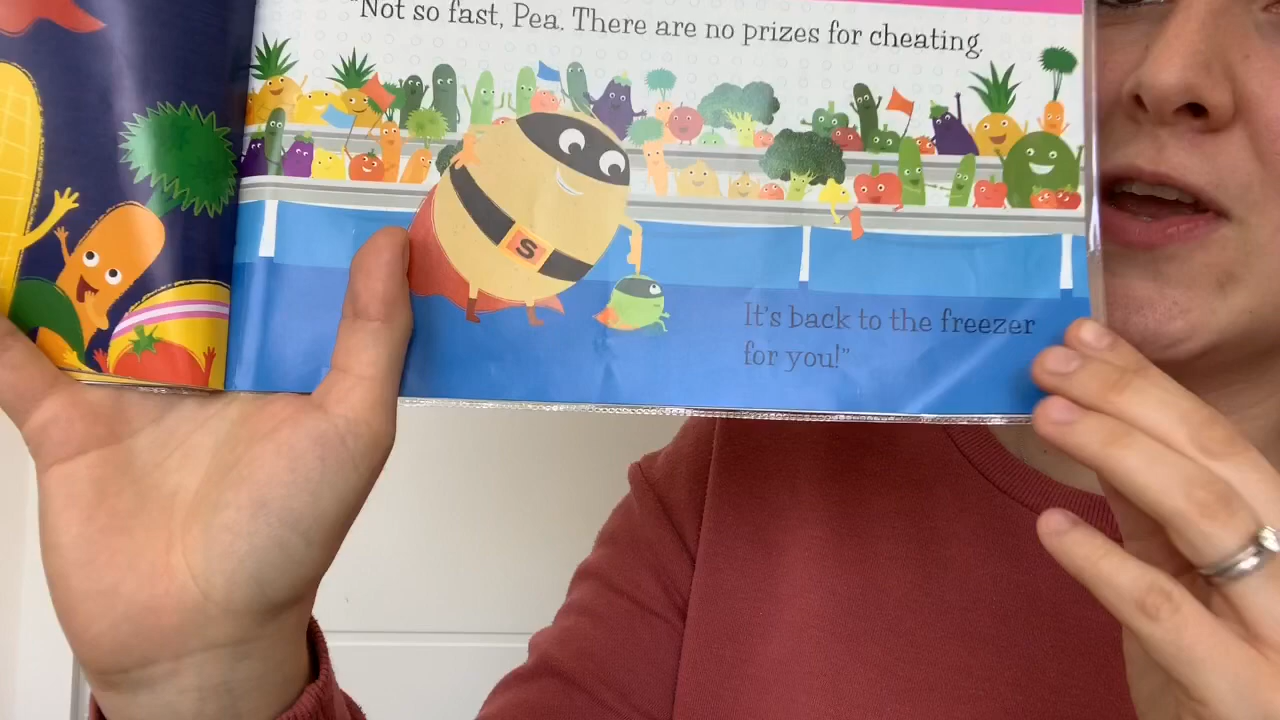 "Not so fast, Pea. There are no prizes for cheating.
S
It's back to the freezer
for you!"